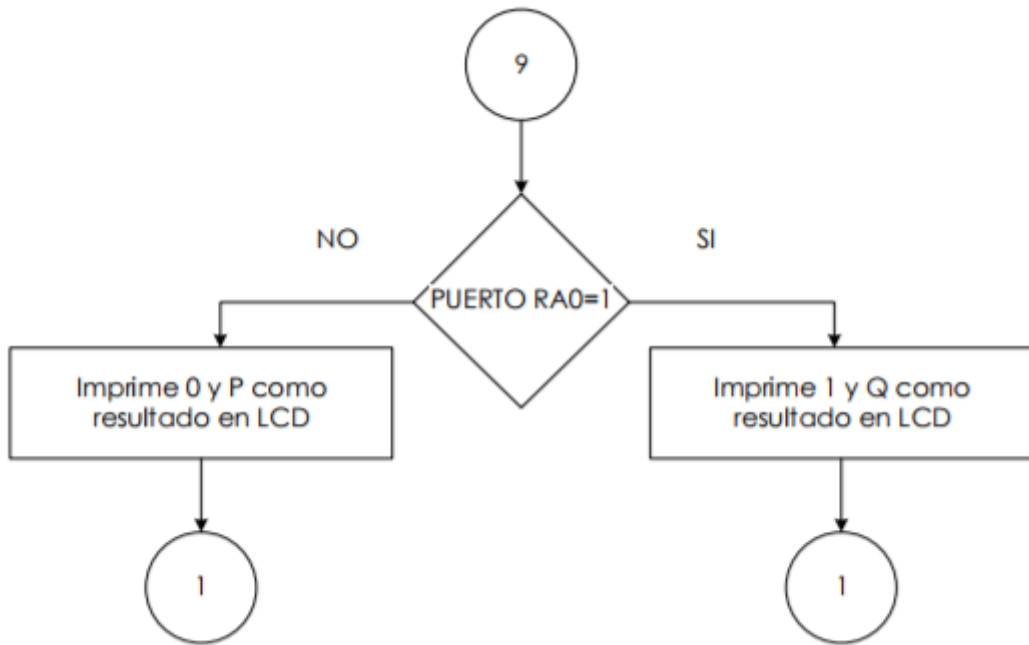 9
NO
SI
PUERTO RA0=1
Imprime 0 y P como
resultado en LCD
Imprime 1 y Q como
resultado en LCD
1
1